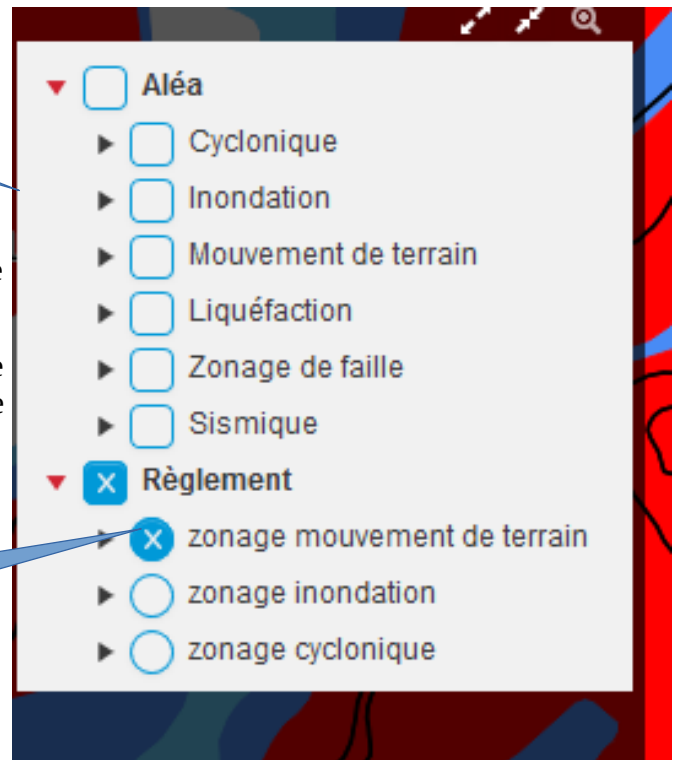 Aléa
Cyclonique
Inondation
Mouvement de terrain
Liquéfaction
Zonage de faille
Sismique
Règlement
zonage mouvement de terrain
zonage inondation
zonage cyclonique